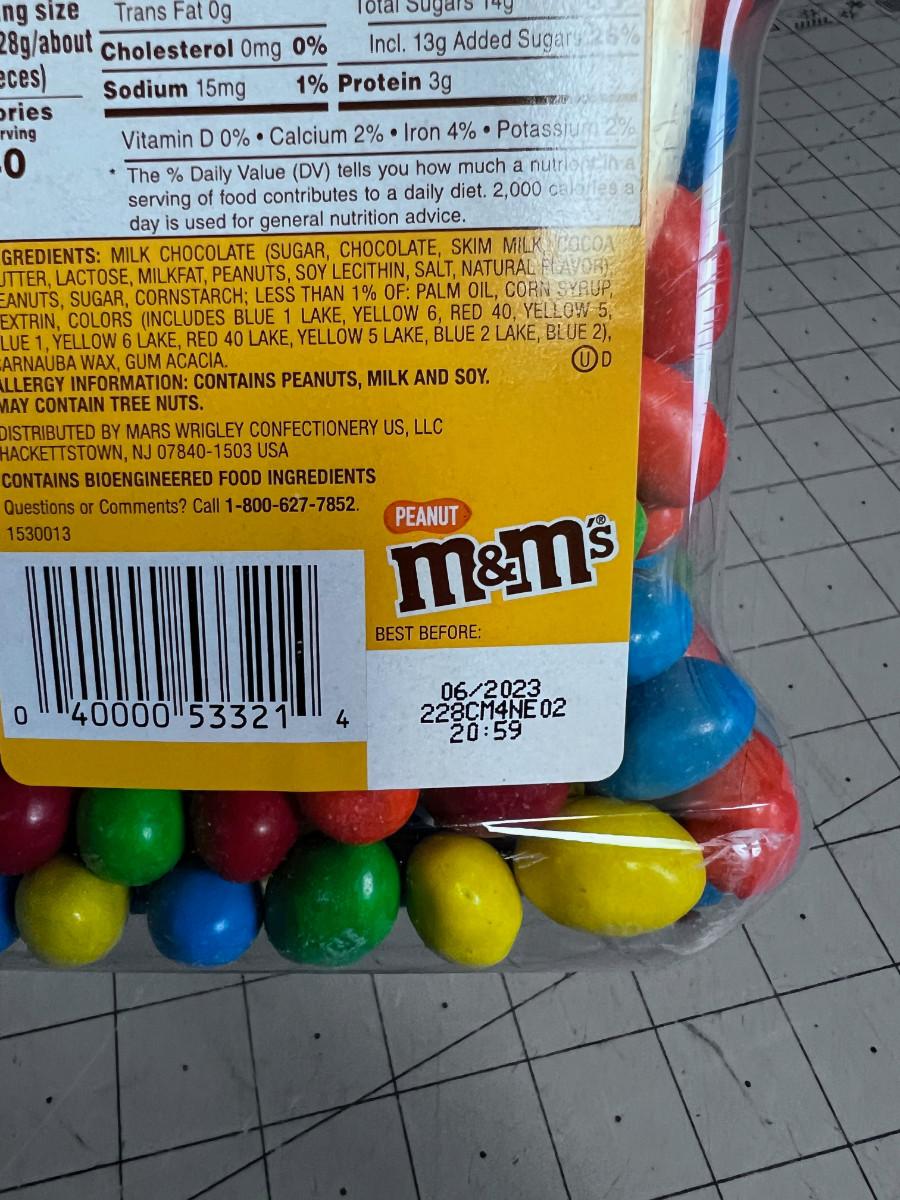 ng size
28g/about
eces)
ories
rving
Trans Fat 0g
Cholesterol 0mg 0%
Sodium 15mg 1%
Total Sugars 14g
Incl. 13g Added Sugars 26%
Protein 3g
Vitamin D 0% • Calcium 2% • Iron 4% • Potassium 2%
* The % Daily Value (DV) tells you how much a nutrient in a
serving of food contributes to a daily diet. 2,000 calories a
day is used for general nutrition advice.
GREDIENTS: MILK CHOCOLATE (SUGAR, CHOCOLATE, SKIM MILK, COCOA
UTTER, LACTOSE, MILKFAT, PEANUTS, SOY LECITHIN, SALT, NATURAL FLAVOR),
EANUTS, SUGAR, CORNSTARCH; LESS THAN 1% OF: PALM OIL, CORN SYRUP,
EXTRIN, COLORS (INCLUDES BLUE 1 LAKE, YELLOW 6, RED 40, YELLOW 5,
LUE 1, YELLOW 6 LAKE, RED 40 LAKE, YELLOW 5 LAKE, BLUE 2 LAKE, BLUE 2),
CARNAUBA WAX, GUM ACACIA.
U D
ALLERGY INFORMATION: CONTAINS PEANUTS, MILK AND SOY.
MAY CONTAIN TREE NUTS.
DISTRIBUTED BY MARS WRIGLEY CONFECTIONERY US, LLC
HACKETTSTOWN, NJ 07840-1503 USA
CONTAINS BIOENGINEERED FOOD INGREDIENTS
Questions or Comments? Call 1-800-627-7852.
1530013
PEANUT
m&m's®
BEST BEFORE:
06/2023
228CM4NE02
20:59
0 40000 53321 4